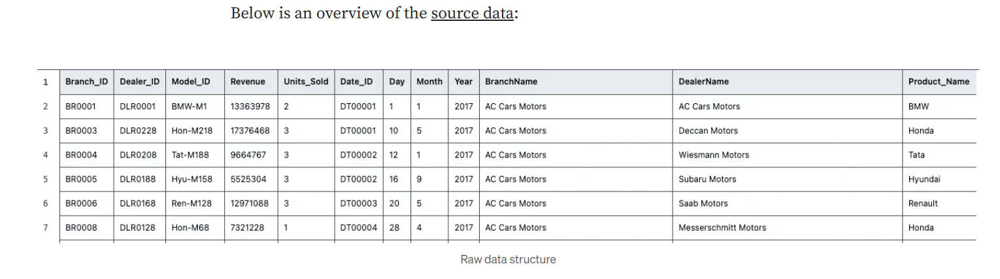 Below is an overview of the source data:
1 Branch_ID Dealer_ID Model_ID Revenue Units_Sold Date_ID Day Month Year BranchName DealerName Product_Name
2 BR0001 DLR0001 BMW-M1 13363978 2 DT00001 1 1 2017 AC Cars Motors AC Cars Motors BMW
3 BR0003 DLR0228 Hon-M218 17376468 3 DT00001 10 5 2017 AC Cars Motors Deccan Motors Honda
4 BR0004 DLR0208 Tat-M188 9664767 3 DT00002 12 1 2017 AC Cars Motors Wiesmann Motors Tata
5 BR0005 DLR0188 Hyu-M158 5525304 3 DT00002 16 9 2017 AC Cars Motors Subaru Motors Hyundai
6 BR0006 DLR0168 Ren-M128 12971088 3 DT00003 20 5 2017 AC Cars Motors Saab Motors Renault
7 BR0008 DLR0128 Hon-M68 7321228 1 DT00004 28 4 2017 AC Cars Motors Messerschmitt Motors Honda
Raw data structure